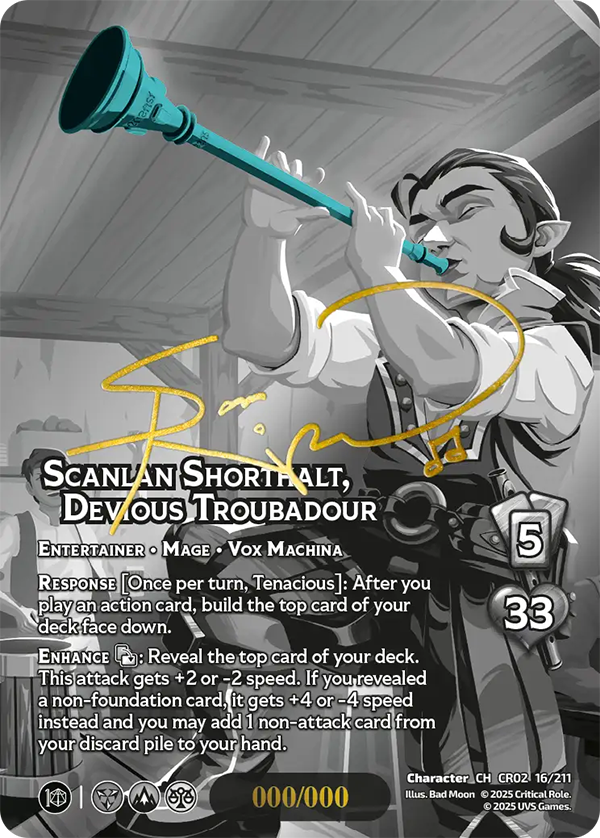 Scanlan Shorthalt,
Devious Troubadour
Entertainer • Mage • Vox Machina
5
Response [Once per turn, Tenacious]: After you
play an action card, build the top card of your
deck face down.
33
Enhance : Reveal the top card of your deck.
This attack gets +2 or -2 speed. If you revealed
a non-foundation card, it gets +4 or -4 speed
instead and you may add 1 non-attack card from
your discard pile to your hand.
1
000/000
Character CH_CR02 16/211
Illus. Bad Moon © 2025 Critical Role.
© 2025 UVS Games.